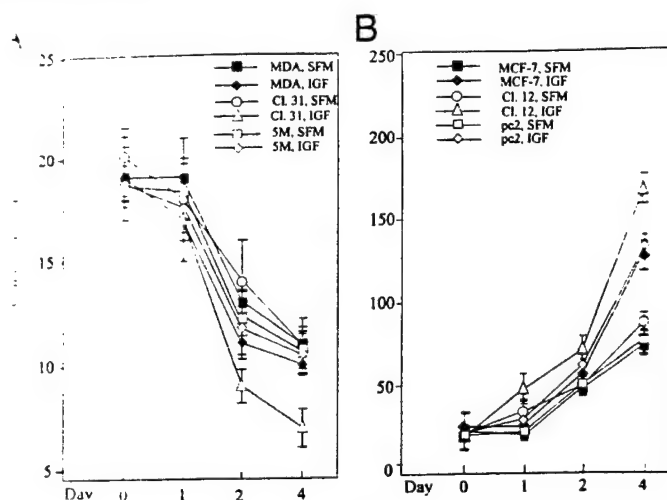 A
25
20
15
10
5
MDA, SFM
MDA, IGF
Cl. 31, SFM
Cl. 31, IGF
5M, SFM
5M, IGF
Day 0 1 2 4
B
250
200
150
100
50
0
MCF-7, SFM
MCF-7, IGF
Cl. 12, SFM
Cl. 12, IGF
pc2, SFM
pc2, IGF
Day 0 1 2 4